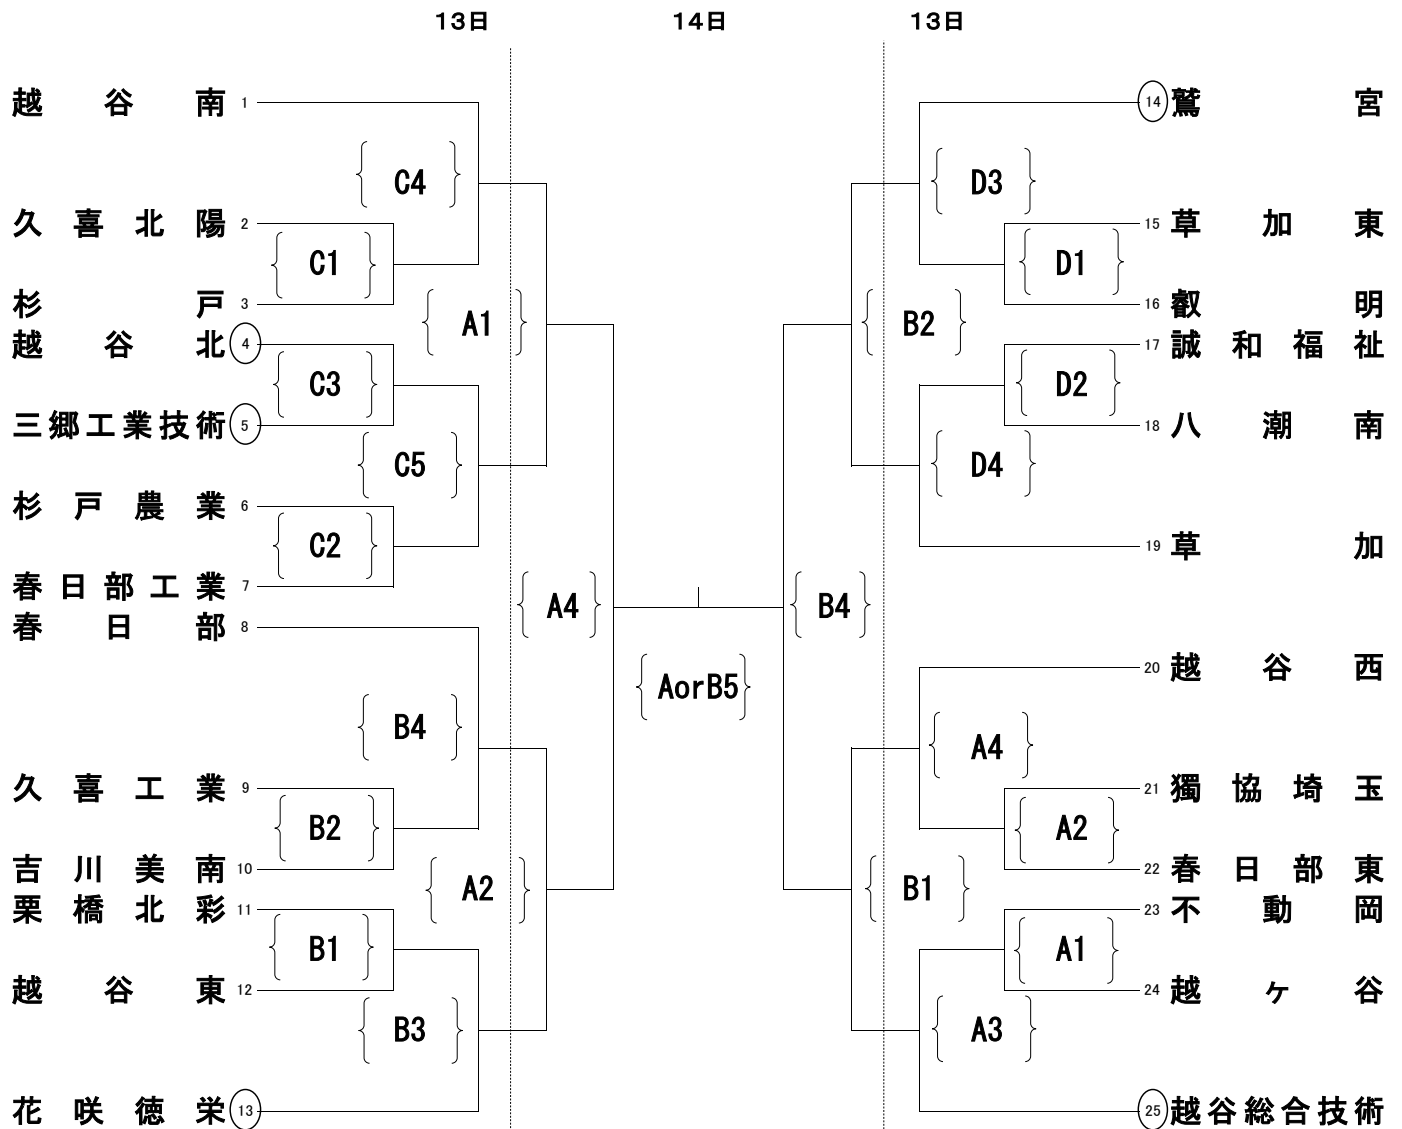 13日 14日 13日
越谷南 1
14 鷲宮
C4
D3
久喜北陽 2
15 草加東
C1
D1
杉戸 3
16 叡明
A1
B2
越谷北 4
17 誠和福祉
C3
D2
三郷工業技術 5
18 八潮南
C5
D4
杉戸農業 6
C2
19 草加
春日部工業 7
A4
B4
春日部 8
20 越谷西
AorB5
B4
A4
久喜工業 9
21 獨協埼玉
B2
A2
吉川美南 10
22 春日部東
A2
B1
栗橋北彩 11
23 不動岡
B1
A1
越谷東 12
24 越ヶ谷
B3
A3
花咲徳栄 13
25 越谷総合技術